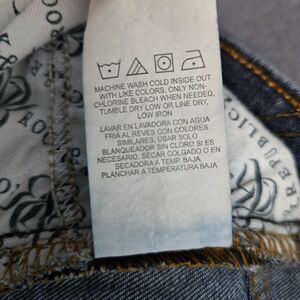 MACHINE WASH COLD INSIDE OUT
WITH LIKE COLORS, ONLY NON-
CHLORINE BLEACH WHEN NEEDED,
TUMBLE DRY LOW OR LINE DRY,
LOW IRON
LAVAR EN LAVADORA CON AGUA
FRIA AL REVES CON COLORES
SIMILARES, USAR SOLO
BLANQUEADOR SIN CLORO SI ES
NECESARIO, SECAR COLGADO O EN
SECADORA A TEMP. BAJA,
PLANCHAR A TEMPERATURA BAJA
ROCK
REPUBLIC